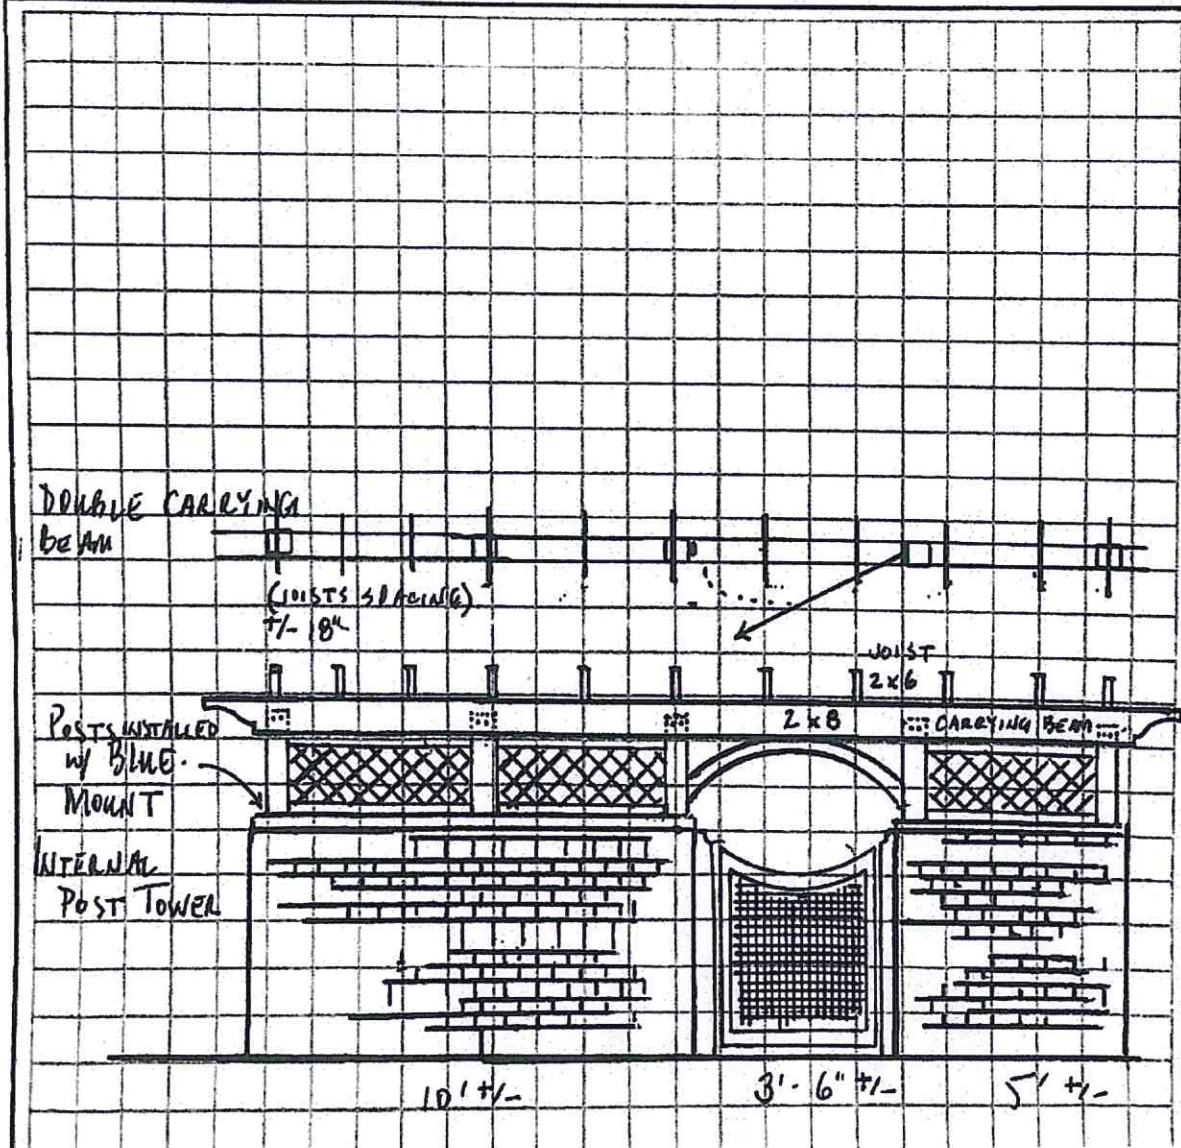 DOUBLE CARRYING
BEAM
(JOISTS SPACING)
+/- 18"
JOIST
2x6
POSTS INSTALLED
W/ BLUE
MOUNT
2x8
CARRYING BEAM
INTERNAL
POST TOWER
10' +/-
3'-6" +/-
5' +/-